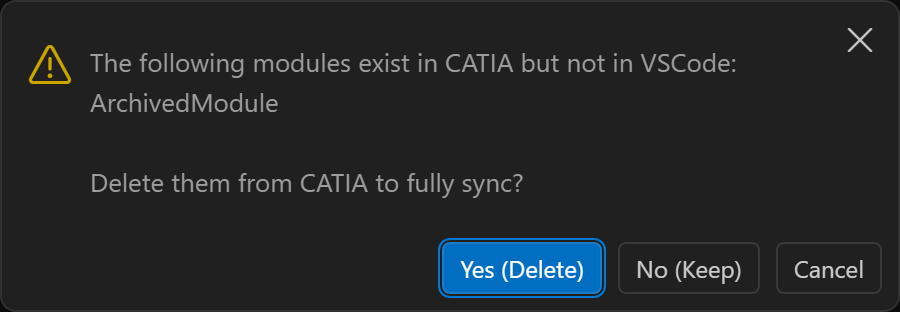 The following modules exist in CATIA but not in VSCode:
ArchivedModule
Delete them from CATIA to fully sync?
Yes (Delete)
No (Keep)
Cancel